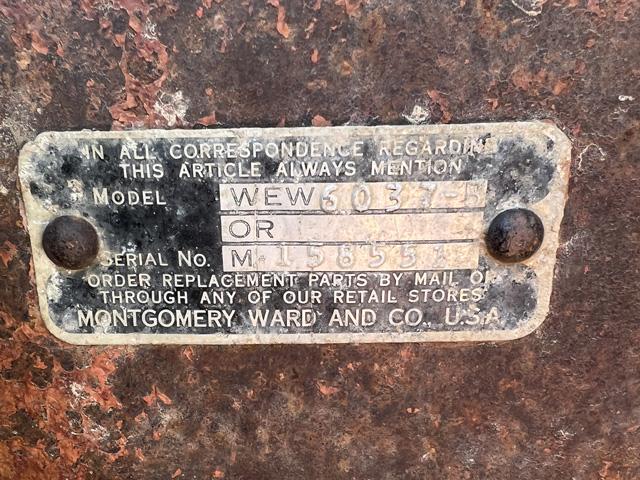 IN ALL CORRESPONDENCE REGARDING
THIS ARTICLE ALWAYS MENTION
MODEL WEW
OR
SERIAL NO. M-158551
ORDER REPLACEMENT PARTS BY MAIL OR
THROUGH ANY OF OUR RETAIL STORES
MONTGOMERY WARD AND CO., U.S.A.